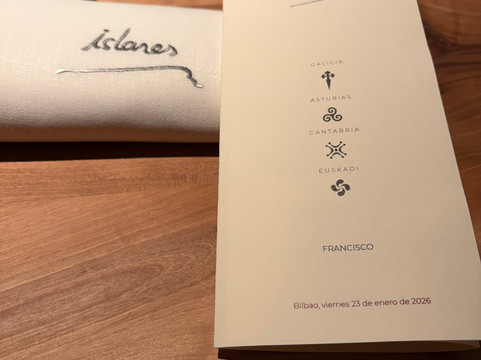 islares
GALICIA
ASTURIAS
CANTABRIA
EUSKADI
FRANCISCO
Bilbao, viernes 23 de enero de 2026